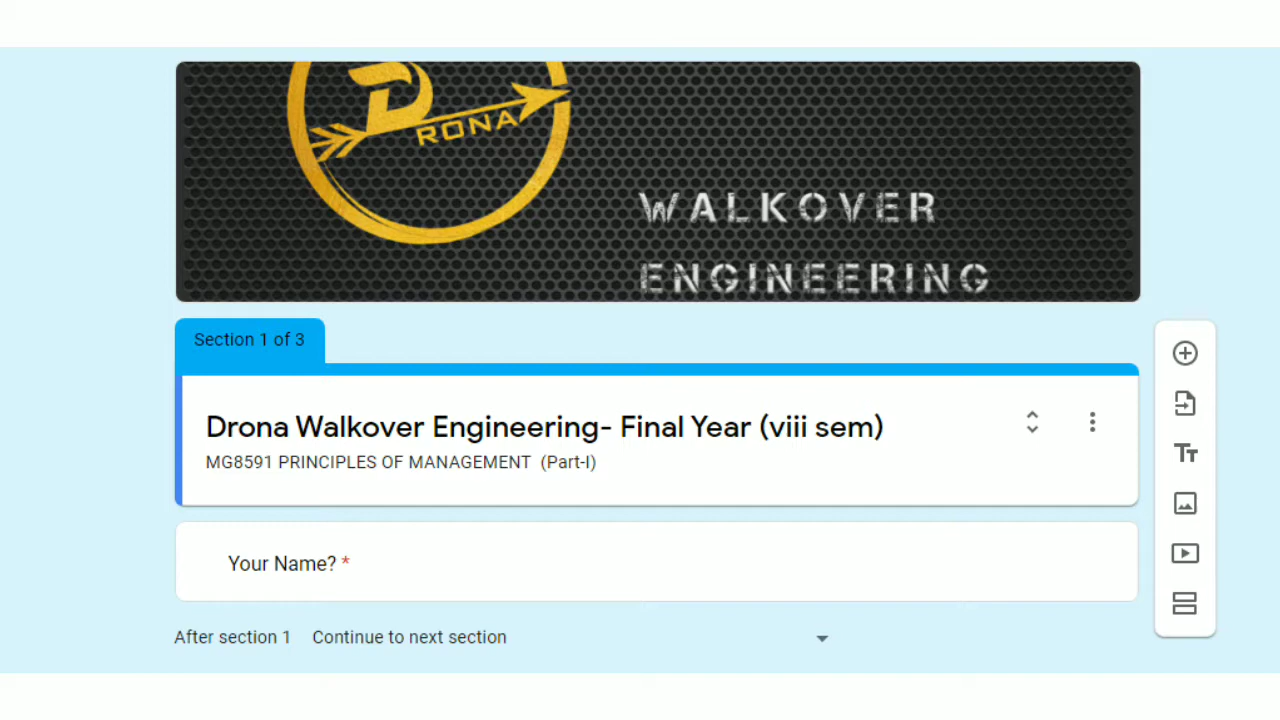 DRONA
WALKOVER
ENGINEERING
Section 1 of 3
Drona Walkover Engineering- Final Year (viii sem)
MG8591 PRINCIPLES OF MANAGEMENT (Part-I)
Your Name? *
After section 1 Continue to next section